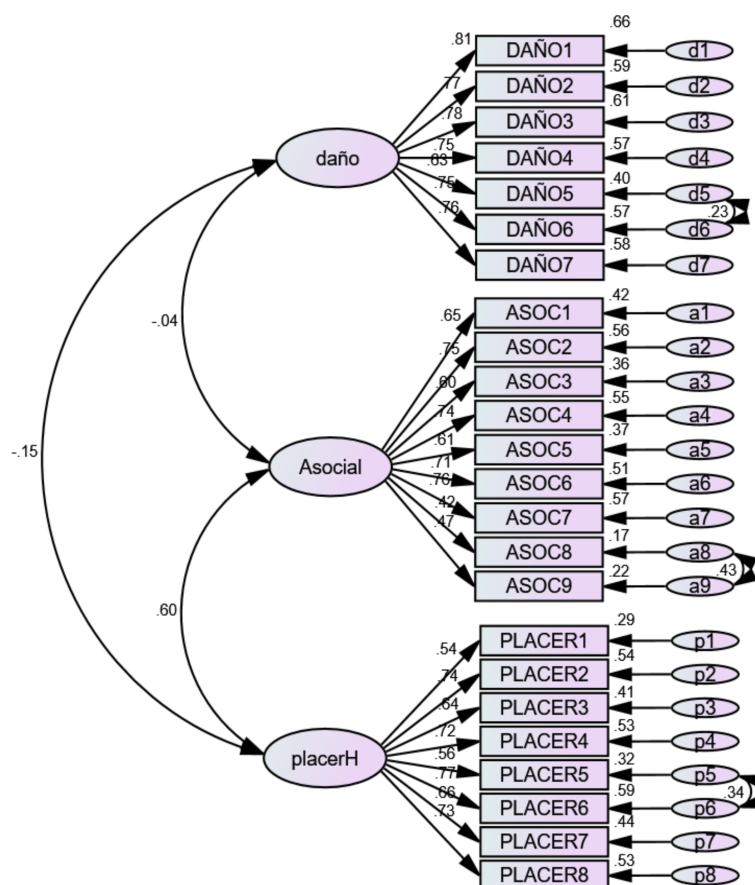 .66
.81
DAÑO1
d1
.59
.77
DAÑO2
d2
.61
.78
DAÑO3
d3
.57
.75
DAÑO4
d4
daño
.63
.40
.75
DAÑO5
d5
.23
.57
.76
DAÑO6
d6
.58
DAÑO7
d7
-.04
.42
.65
ASOC1
a1
.56
.75
ASOC2
a2
.36
.60
ASOC3
a3
.55
.74
ASOC4
a4
.37
.61
ASOC5
a5
-.15
Asocial
.51
.71
ASOC6
a6
.57
.76
ASOC7
a7
.17
.42
ASOC8
a8
.43
.22
.47
ASOC9
a9
.60
.29
.54
PLACER1
p1
.54
.74
PLACER2
p2
.41
.64
PLACER3
p3
.53
.72
PLACER4
p4
placerH
.32
.56
PLACER5
p5
.34
.59
.77
PLACER6
p6
.44
.66
PLACER7
p7
.53
.73
PLACER8
p8